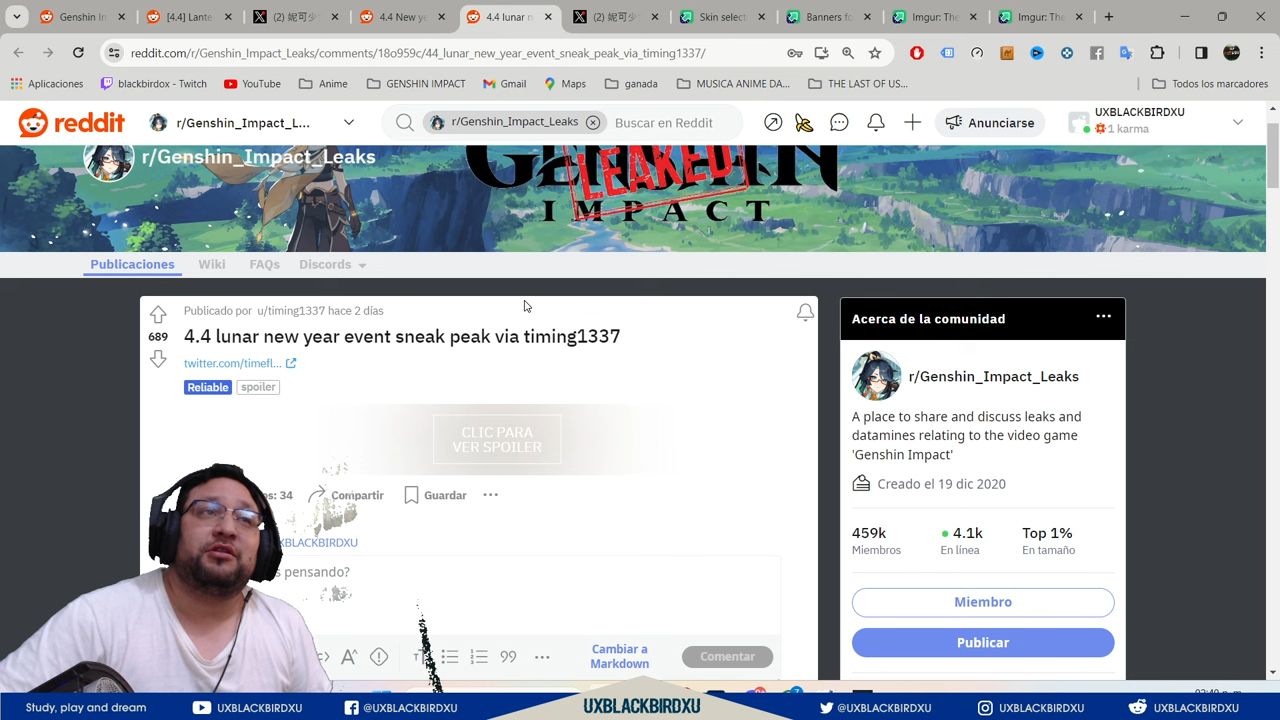 Genshin In
[4.4] Lante
(2) 妮可少
4.4 New ye
4.4 lunar n
(2) 妮可少
Skin select
Banners fo
Imgur: The
Imgur: The
reddit.com/r/Genshin_Impact_Leaks/comments/18o959c/44_lunar_new_year_event_sneak_peak_via_timing1337/
Aplicaciones
blackbirdox - Twitch
YouTube
Anime
GENSHIN IMPACT
Gmail
Maps
ganada
MUSICA ANIME DA...
THE LAST OF US...
Todos los marcadores
reddit
r/Genshin_Impact_L...
r/Genshin_Impact_Leaks
Buscar en Reddit
Anunciarse
UXBLACKBIRDXU
1 karma
r/Genshin_Impact_Leaks
GENSHIN
LEAKED
IMPACT
Publicaciones
Wiki
FAQs
Discords
Publicado por u/timing1337 hace 2 días
689
4.4 lunar new year event sneak peak via timing1337
twitter.com/timefl...
Reliable
spoiler
CLIC PARA
VER SPOILER
os: 34
Compartir
Guardar
XBLACKBIRDXU
s pensando?
Cambiar a
Markdown
Comentar
Acerca de la comunidad
r/Genshin_Impact_Leaks
A place to share and discuss leaks and
datamines relating to the video game
'Genshin Impact'
Creado el 19 dic 2020
459k
Miembros
4.1k
En línea
Top 1%
En tamaño
Miembro
Publicar
Study, play and dream
UXBLACKBIRDXU
@UXBLACKBIRDXU
UXBLACKBIRDXU
@UXBLACKBIRDXU
UXBLACKBIRDXU
UXBLACKBIRDXU